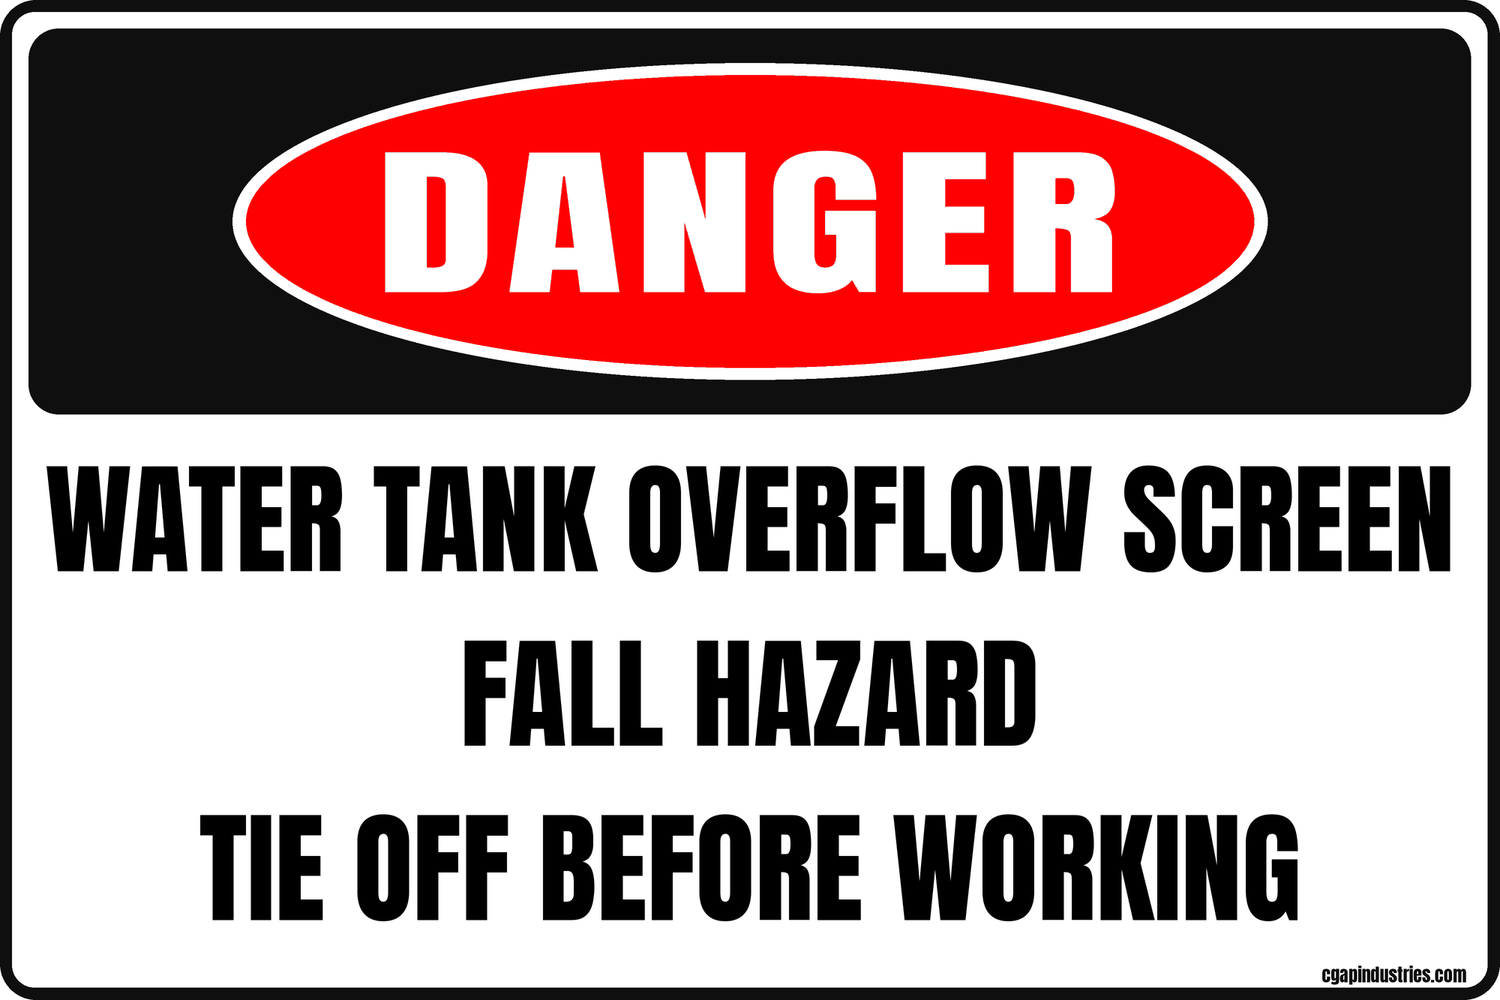 DANGER
WATER TANK OVERFLOW SCREEN
FALL HAZARD
TIE OFF BEFORE WORKING
cgapindustries.com